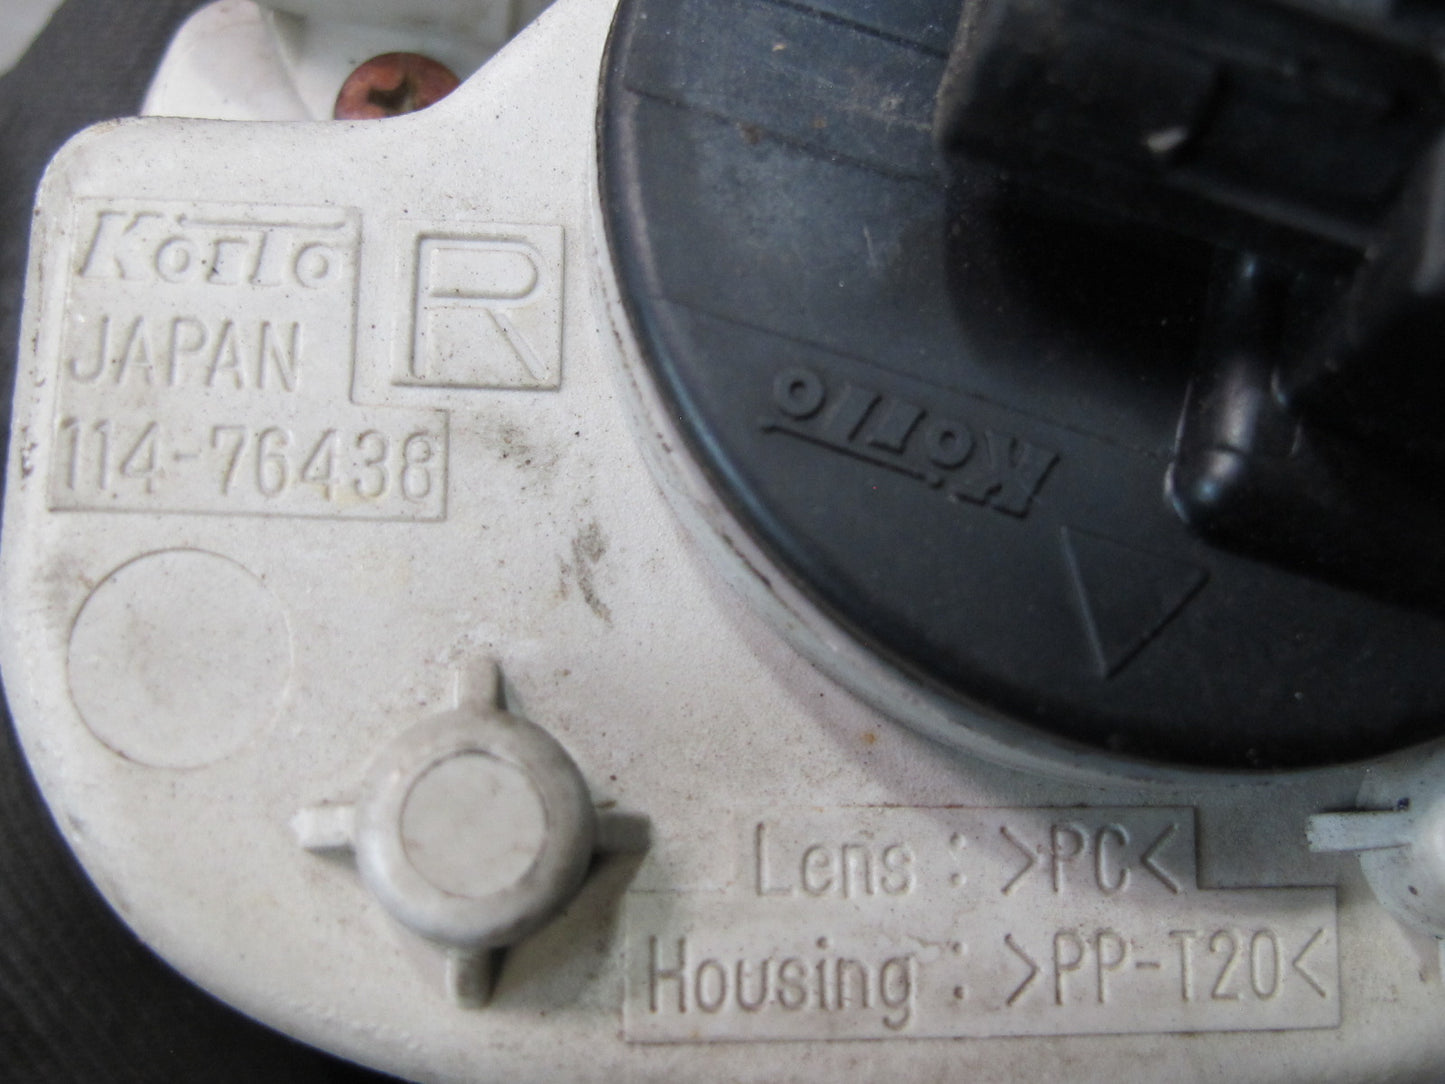 Koito
R
JAPAN
114-76438
Koito
Lens : >PC<
Housing : >PP-T20<